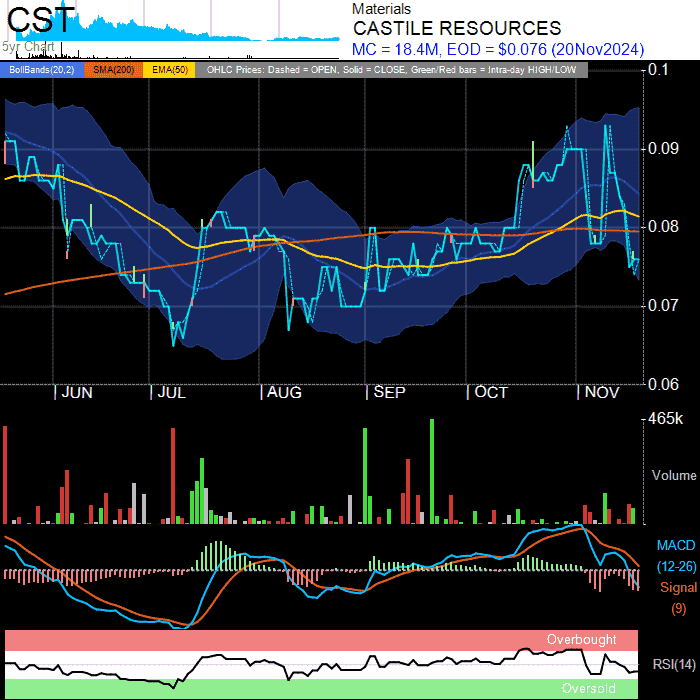 CST
5yr Chart
Materials
CASTILE RESOURCES
MC = 18.4M, EOD = $0.076 (20Nov2024)
BollBands(20,2) SMA(200) EMA(50) OHLC Prices: Dashed = OPEN, Solid = CLOSE, Green/Red bars = Intra-day HIGH/LOW
0.1
0.09
0.08
0.07
0.06
JUN JUL AUG SEP OCT NOV
465k
Volume
MACD
(12-26)
Signal
(9)
Overbought
RSI(14)
Oversold